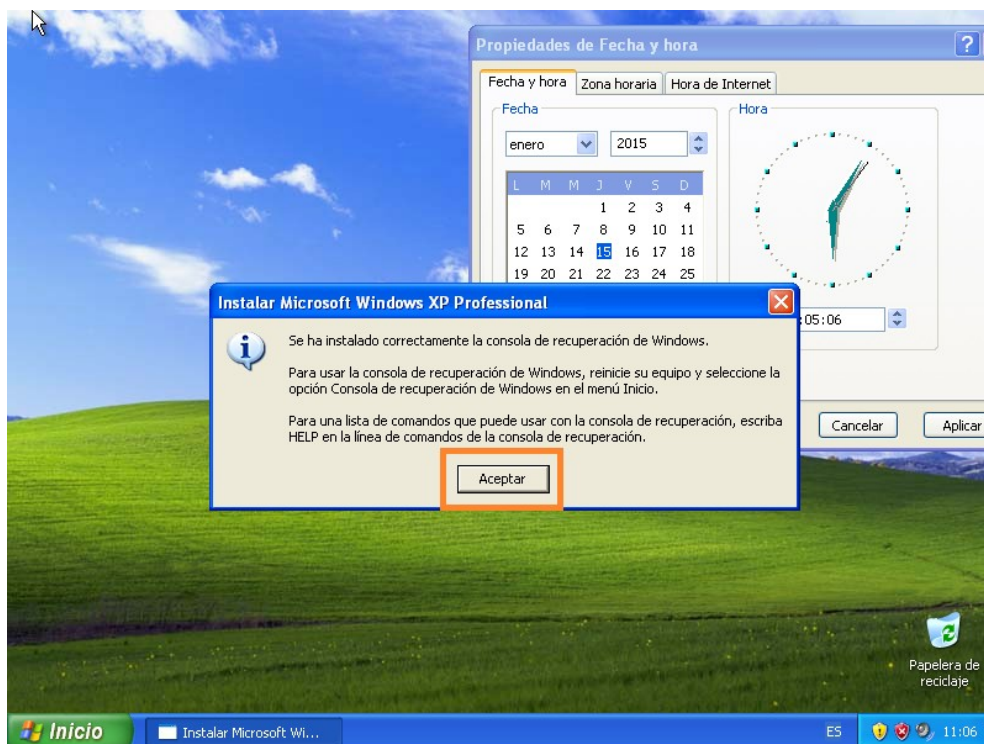 Propiedades de Fecha y hora
Fecha y hora Zona horaria Hora de Internet
Fecha
Hora
enero 2015
L M M J V S D
1 2 3 4
5 6 7 8 9 10 11
12 13 14 15 16 17 18
19 20 21 22 23 24 25
:05:06
Cancelar Aplicar
Instalar Microsoft Windows XP Professional
Se ha instalado correctamente la consola de recuperación de Windows.
Para usar la consola de recuperación de Windows, reinicie su equipo y seleccione la
opción Consola de recuperación de Windows en el menú Inicio.
Para una lista de comandos que puede usar con la consola de recuperación, escriba
HELP en la línea de comandos de la consola de recuperación.
Aceptar
Papelera de
reciclaje
Inicio Instalar Microsoft Wi... ES 11:06